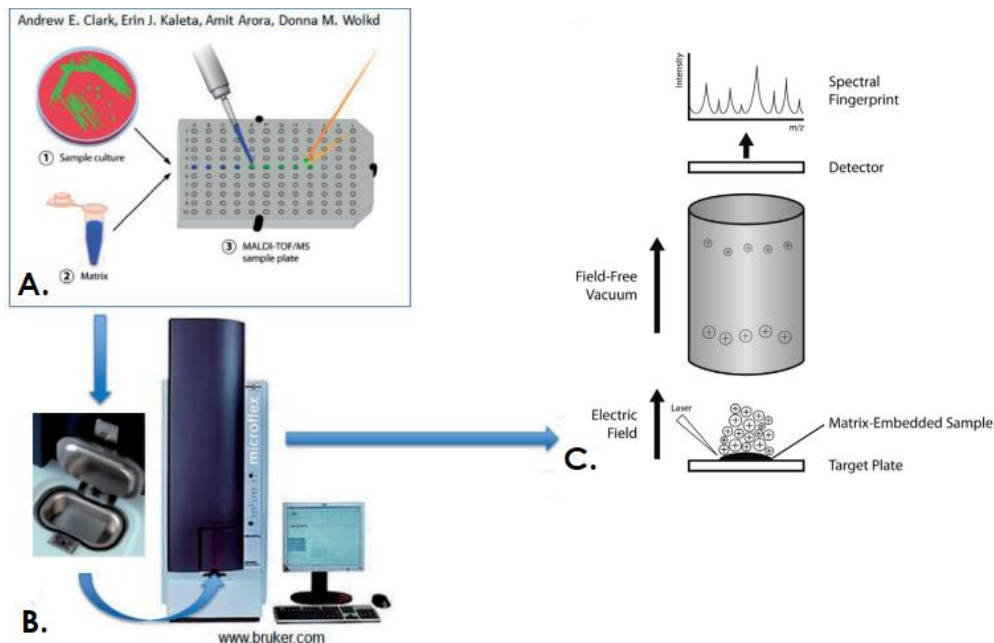 Andrew E. Clark, Erin J. Kaleta, Amit Arora, Donna M. Wolkd
1 Sample culture
2 Matrix
3 MALDI-TOF/MS
sample plate
A.
microflex
B.
www.bruker.com
Intensity
m/z
Spectral
Fingerprint
Detector
Field-Free
Vacuum
Electric
Field
Laser
Matrix-Embedded Sample
Target Plate
C.